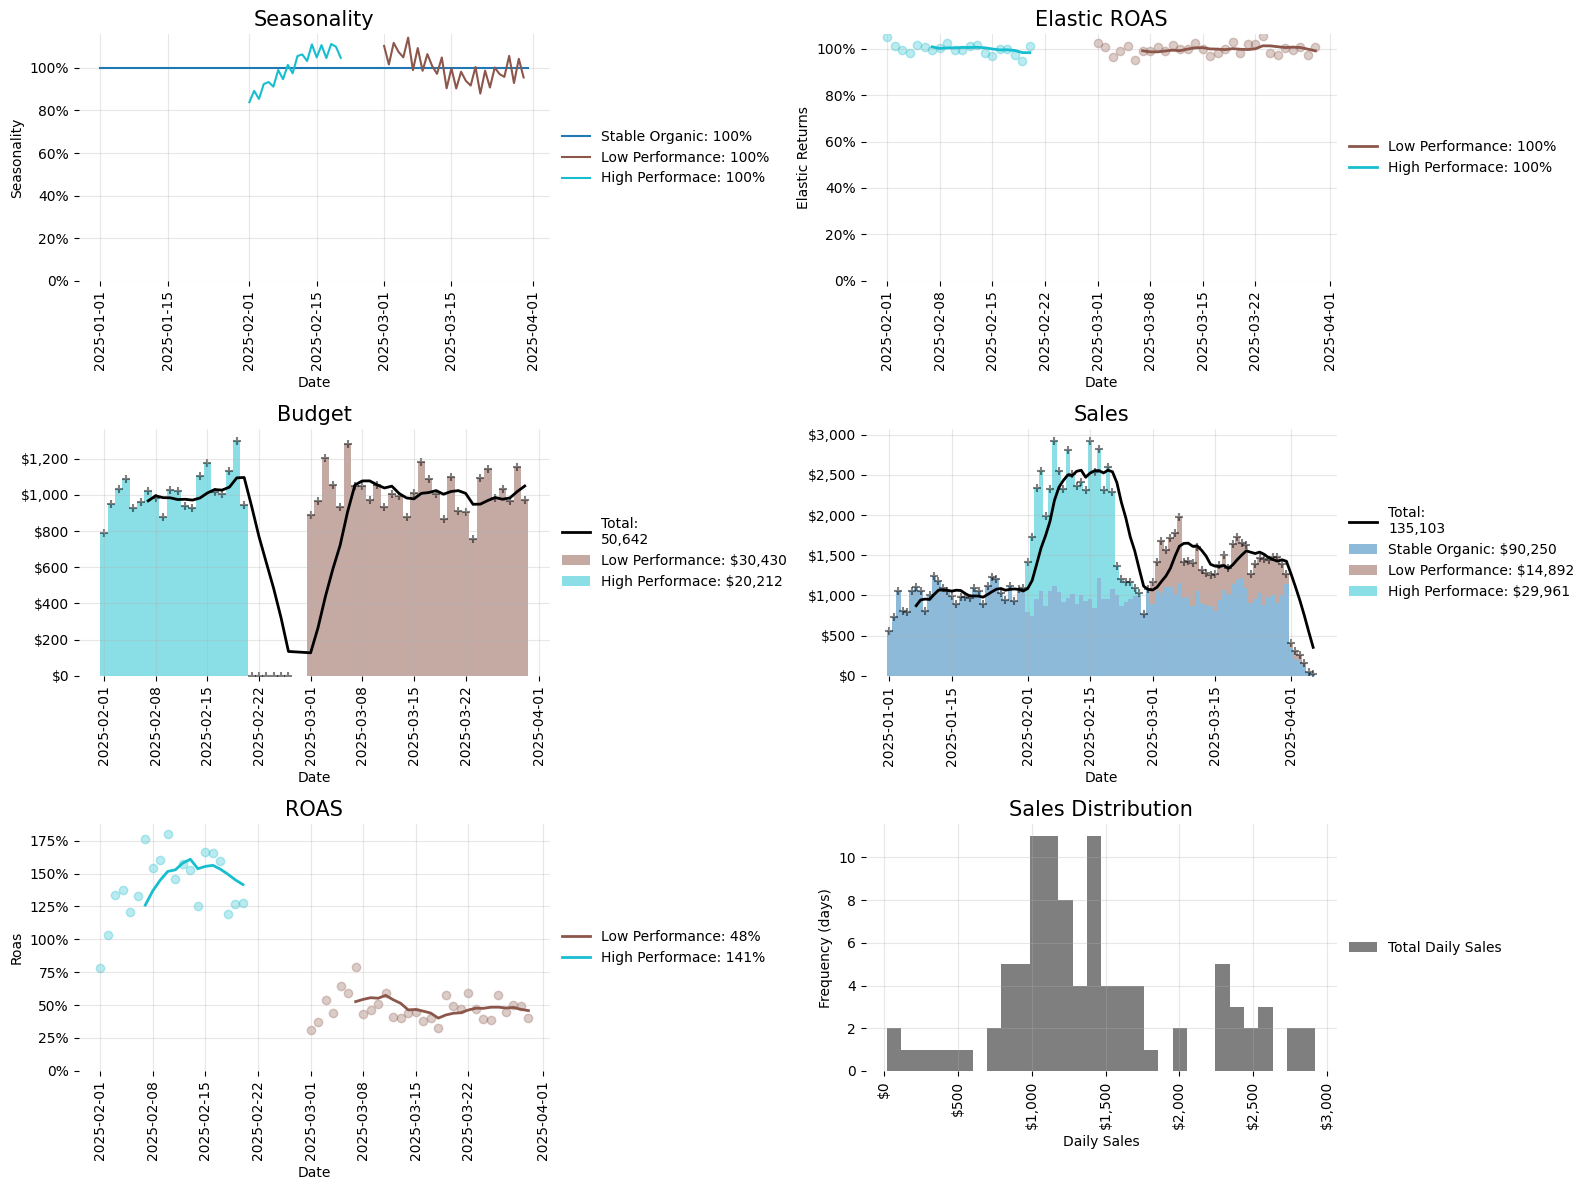 Seasonality
Seasonality
100%
80%
60%
40%
20%
0%
2025-01-01
2025-01-15
2025-02-01
2025-02-15
2025-03-01
2025-03-15
2025-04-01
Date
Stable Organic: 100%
Low Performance: 100%
High Performace: 100%
Elastic ROAS
Elastic Returns
100%
80%
60%
40%
20%
0%
2025-02-01
2025-02-08
2025-02-15
2025-02-22
2025-03-01
2025-03-08
2025-03-15
2025-03-22
2025-04-01
Date
Low Performance: 100%
High Performace: 100%
Budget
$1,200
$1,000
$800
$600
$400
$200
$0
2025-02-01
2025-02-08
2025-02-15
2025-02-22
2025-03-01
2025-03-08
2025-03-15
2025-03-22
2025-04-01
Date
Total:
50,642
Low Performance: $30,430
High Performace: $20,212
Sales
$3,000
$2,500
$2,000
$1,500
$1,000
$500
$0
2025-01-01
2025-01-15
2025-02-01
2025-02-15
2025-03-01
2025-03-15
2025-04-01
Date
Total:
135,103
Stable Organic: $90,250
Low Performance: $14,892
High Performace: $29,961
ROAS
Roas
175%
150%
125%
100%
75%
50%
25%
0%
2025-02-01
2025-02-08
2025-02-15
2025-02-22
2025-03-01
2025-03-08
2025-03-15
2025-03-22
2025-04-01
Date
Low Performance: 48%
High Performace: 141%
Sales Distribution
Frequency (days)
10
8
6
4
2
0
$0
$500
$1,000
$1,500
$2,000
$2,500
$3,000
Daily Sales
Total Daily Sales